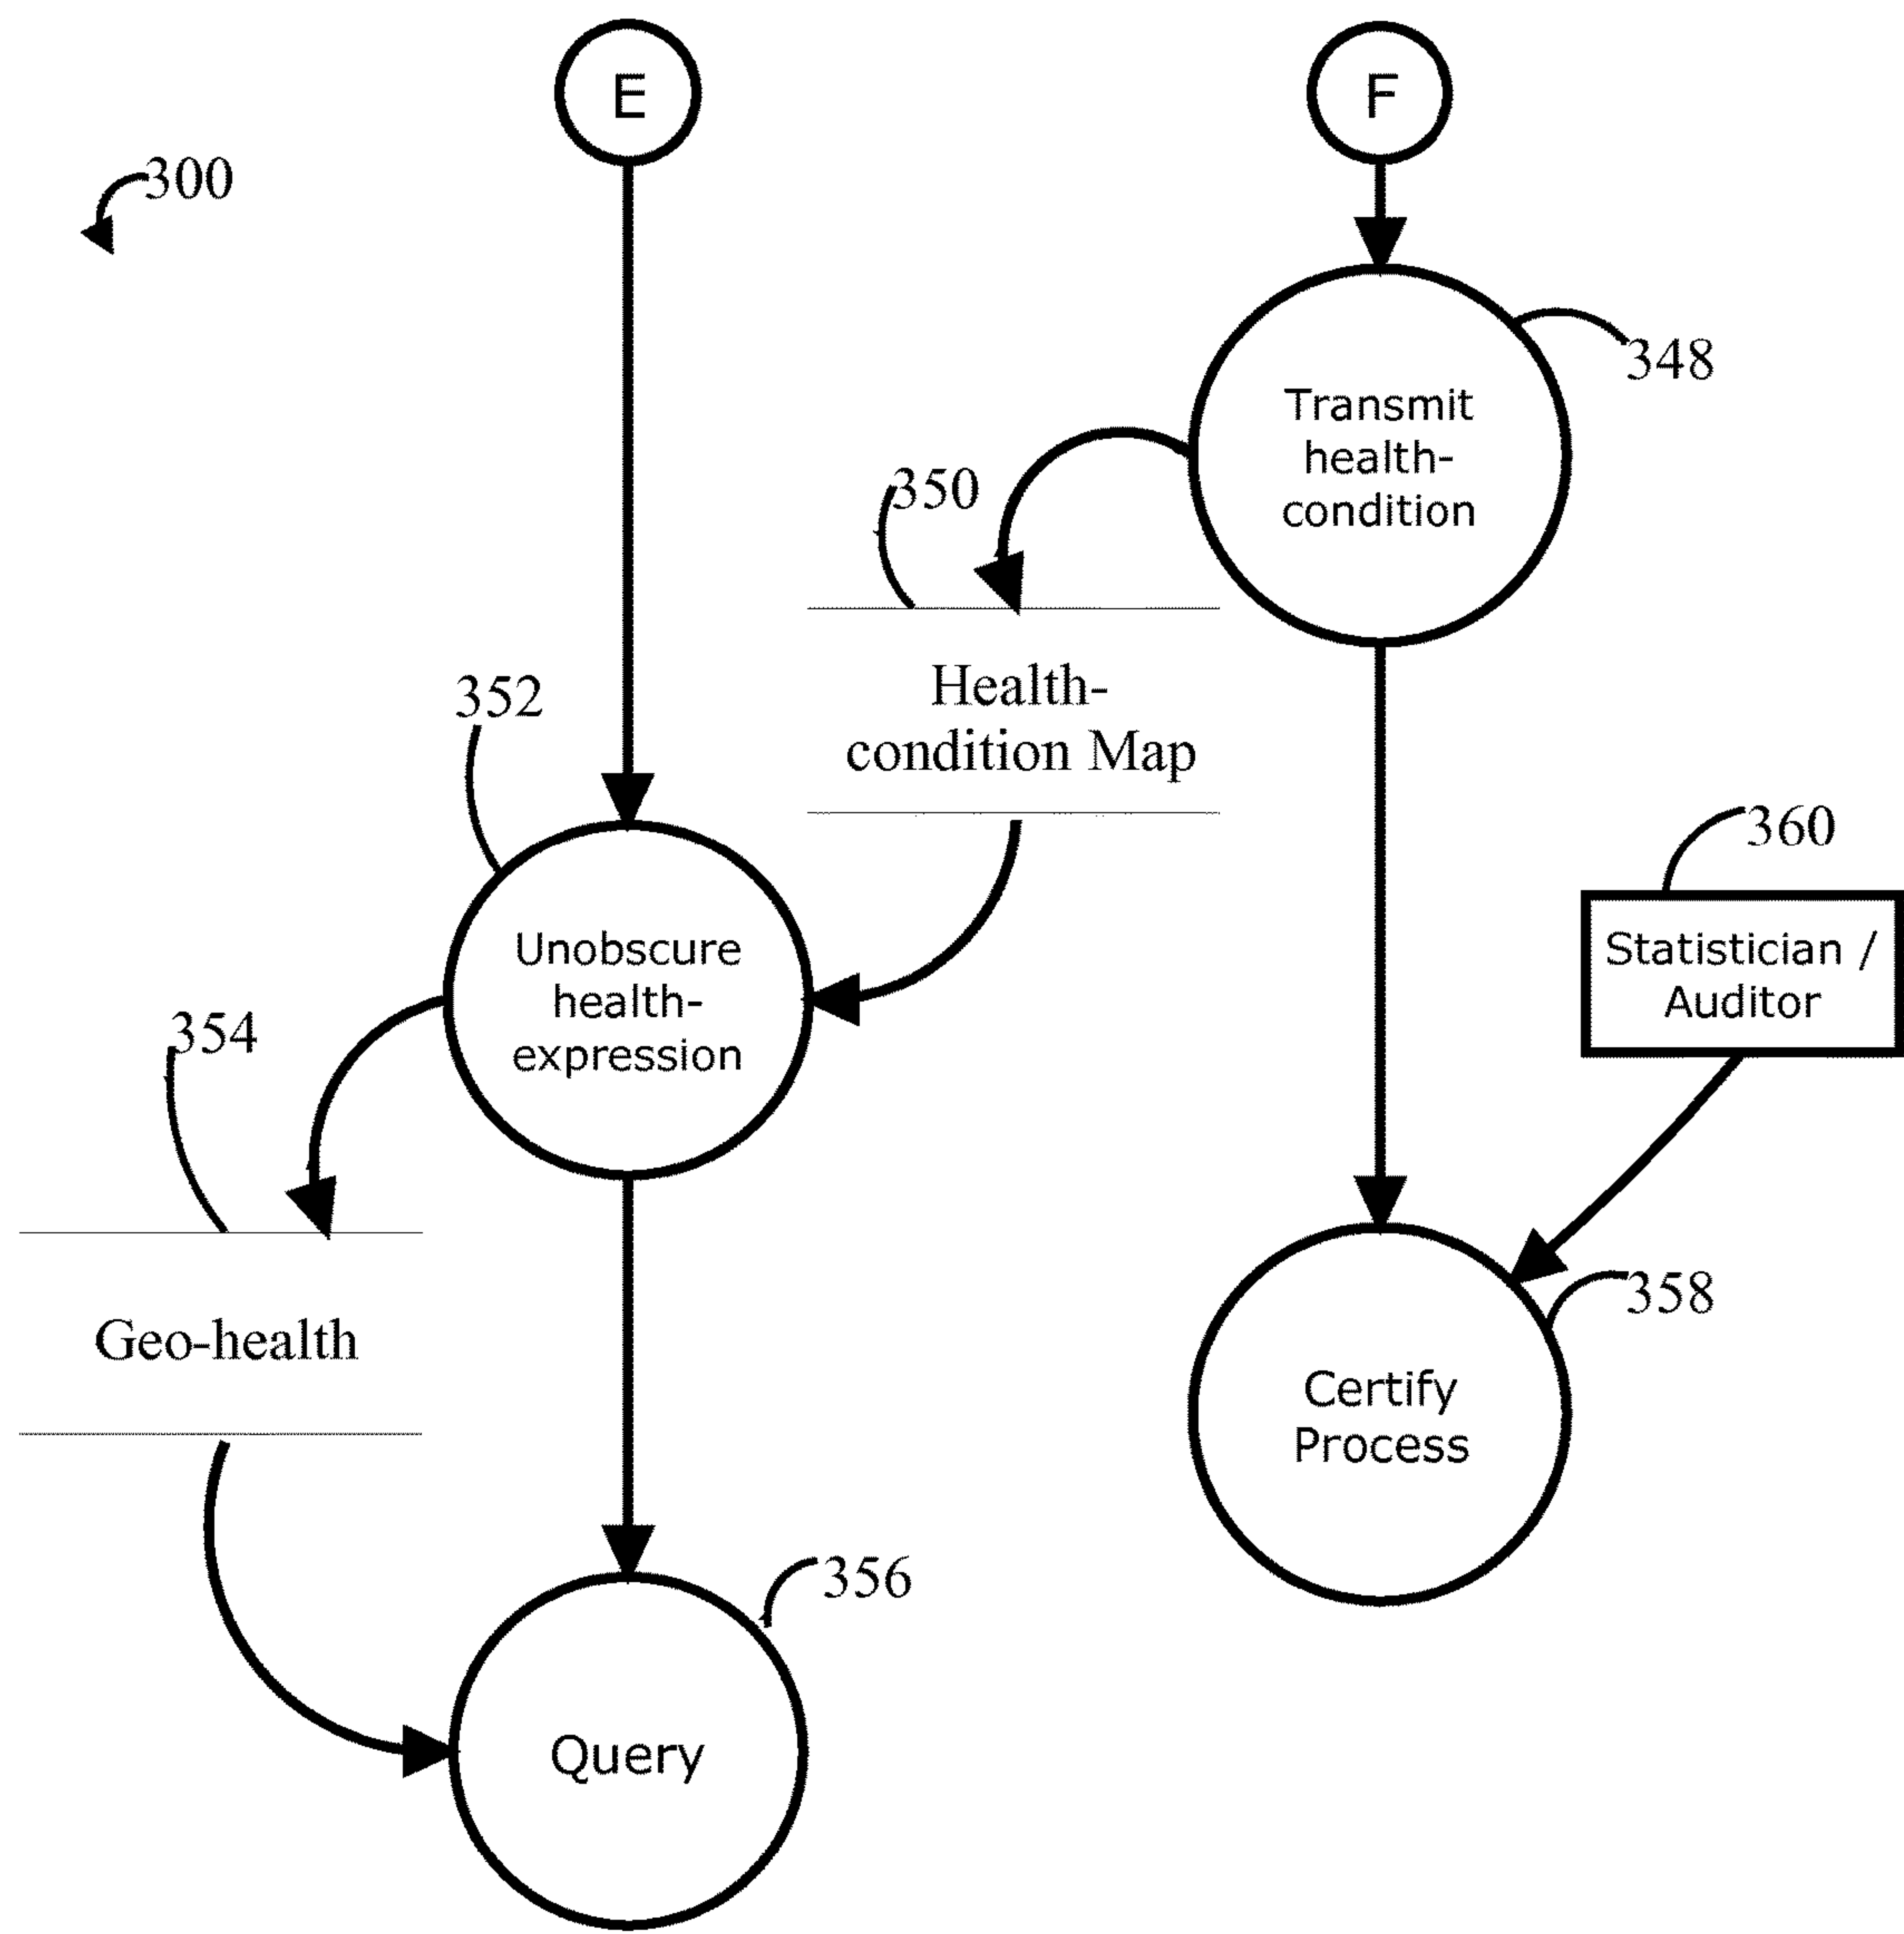 E
F
300
348
Transmit
health-
condition
350
Health-
condition Map
352
360
Statistician /
Auditor
Unobscure
health-
expression
354
358
Geo-health
Certify
Process
356
Query